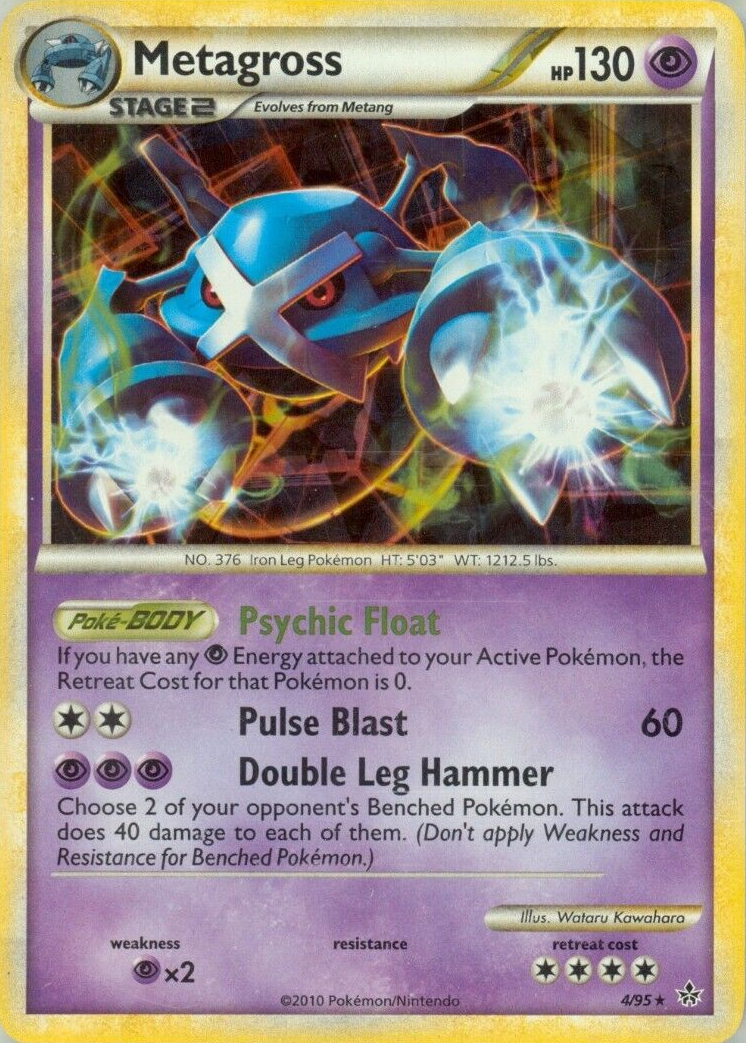 Metagross
HP130
STAGE 2
Evolves from Metang
NO. 376 Iron Leg Pokémon HT: 5'03" WT: 1212.5 lbs.
Poké-BODY Psychic Float
If you have any Energy attached to your Active Pokémon, the
Retreat Cost for that Pokémon is 0.
Pulse Blast 60
Double Leg Hammer
Choose 2 of your opponent's Benched Pokémon. This attack
does 40 damage to each of them. (Don't apply Weakness and
Resistance for Benched Pokémon.)
Illus. Wataru Kawahara
weakness resistance retreat cost
x2
©2010 Pokémon/Nintendo
4/95